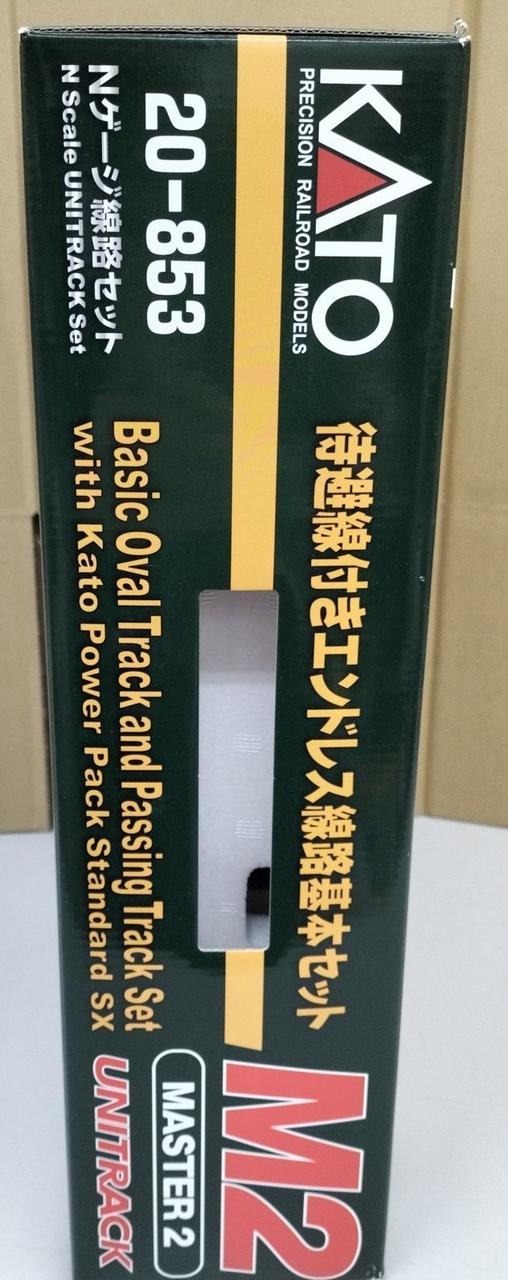 KATO
PRECISION RAILROAD MODELS
20-853
Nゲージ線路セット
N Scale UNITRACK Set
待避線付きエンドレス線路基本セット
Basic Oval Track and Passing Track Set
with Kato Power Pack Standard SX
M2
MASTER 2
UNITRACK